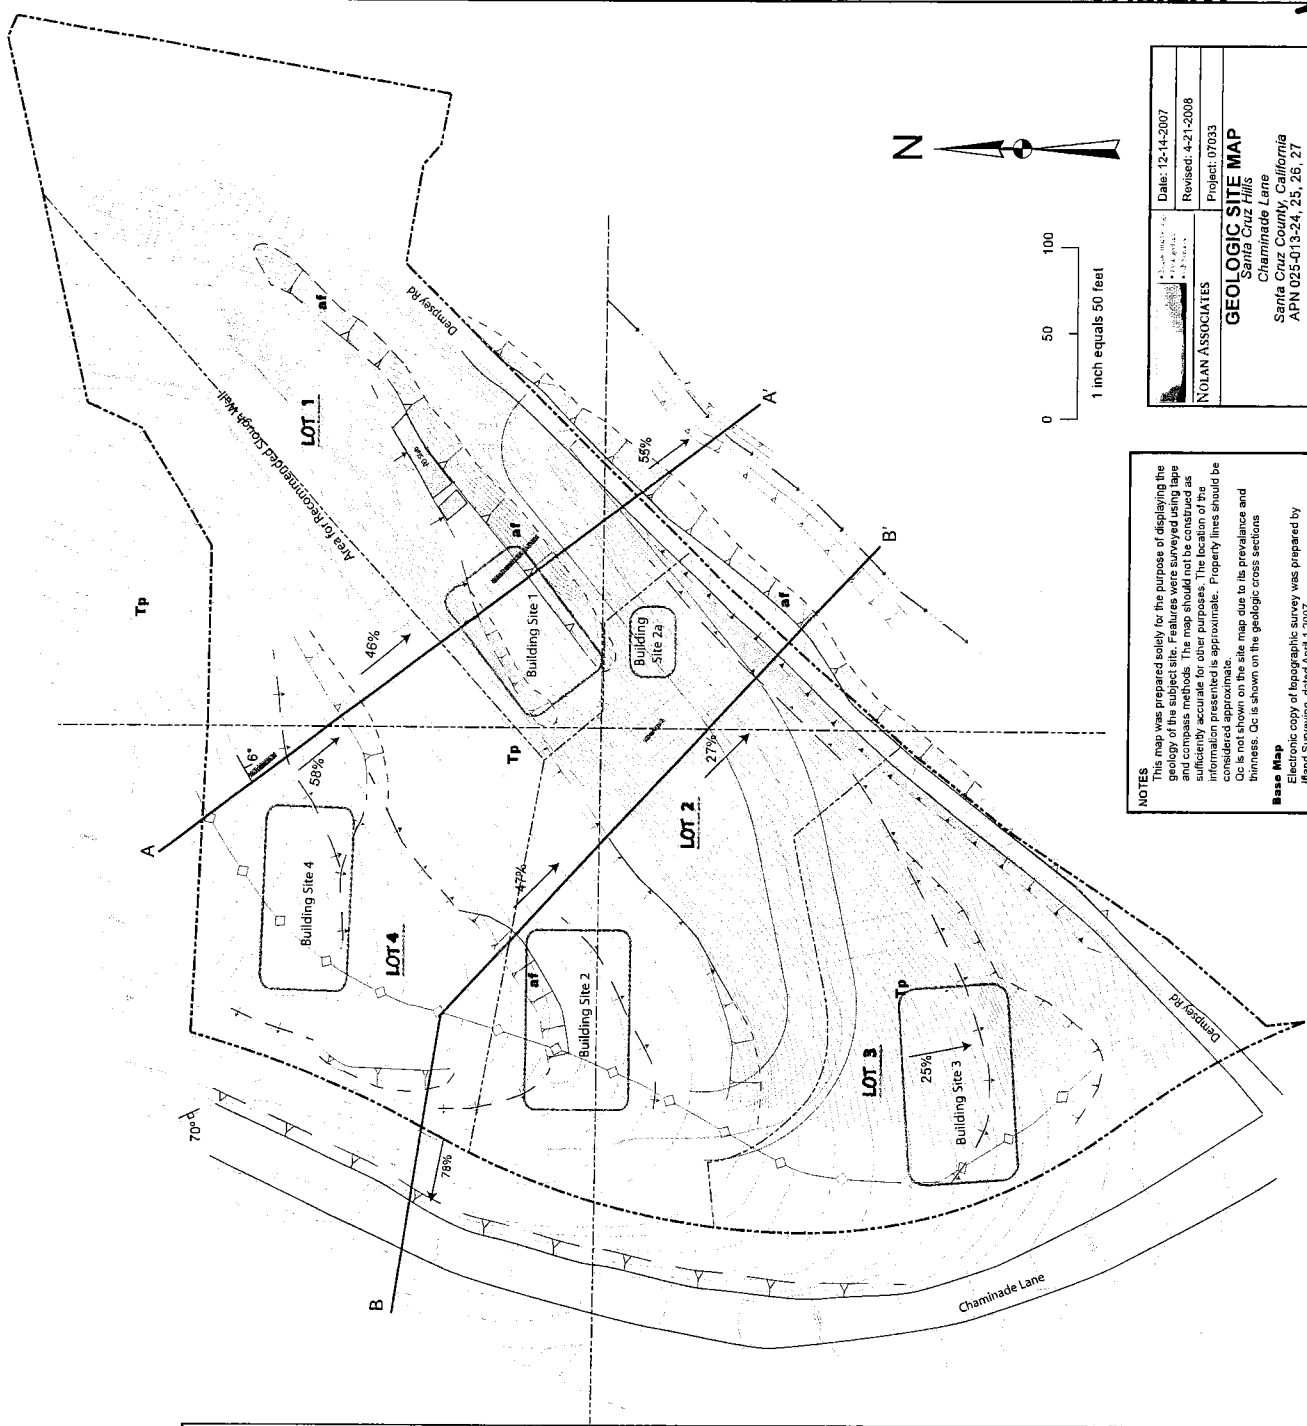 N
0
50
100
1 inch equals 50 feet
Date: 12-14-2007
Revised: 4-21-2008
Project: 07033
NOLAN ASSOCIATES
GEOLOGIC SITE MAP
Santa Cruz Hills
Chaminade Lane
Santa Cruz County, California
APN 025-013-24, 25, 26, 27
NOTES
This map was prepared solely for the purpose of displaying the
geology of the subject site. Features were surveyed using tape
and compass methods. The map should not be construed as
sufficiently accurate for other purposes. The location of the
information presented is approximate. Property lines should be
considered approximate.
Qc is not shown on the site map due to its prevalance and
thinness. Qc is shown on the geologic cross sections
Base Map
Electronic copy of topographic survey was prepared by
Ifland Surveying, dated April 1 2007
Area for Recommended Slough Wall
LOT 1
af
Dempsey Rd
Tp
46%
Building Site 1
af
55%
A'
Building
Site 2a
B'
af
A
6°
58%
Tp
27%
LOT 2
Building Site 4
47%
LOT 4
af
Building Site 2
Tp
LOT 3
25%
Building Site 3
Dempsey Rd
70°
78%
B
Chaminade Lane